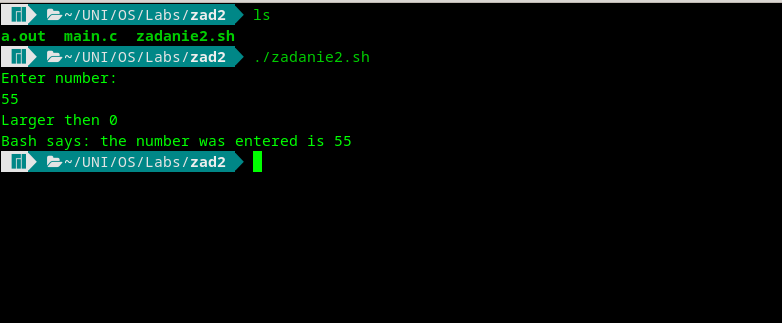 ~/UNI/OS/Labs/zad2 ls
a.out main.c zadanie2.sh
~/UNI/OS/Labs/zad2 ./zadanie2.sh
Enter number:
55
Larger then 0
Bash says: the number was entered is 55
~/UNI/OS/Labs/zad2